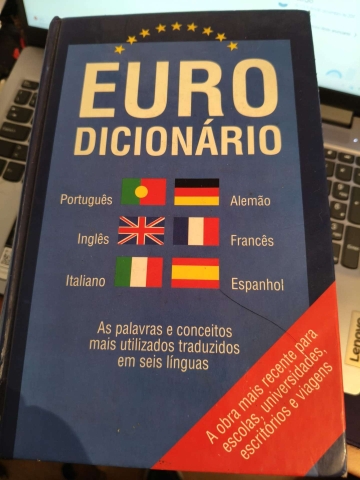 EURO
DICIONÁRIO
Português
Alemão
Inglês
Francês
Italiano
Espanhol
As palavras e conceitos
mais utilizados traduzidos
em seis línguas
A obra mais recente para
escolas, universidades,
escritórios e viagens